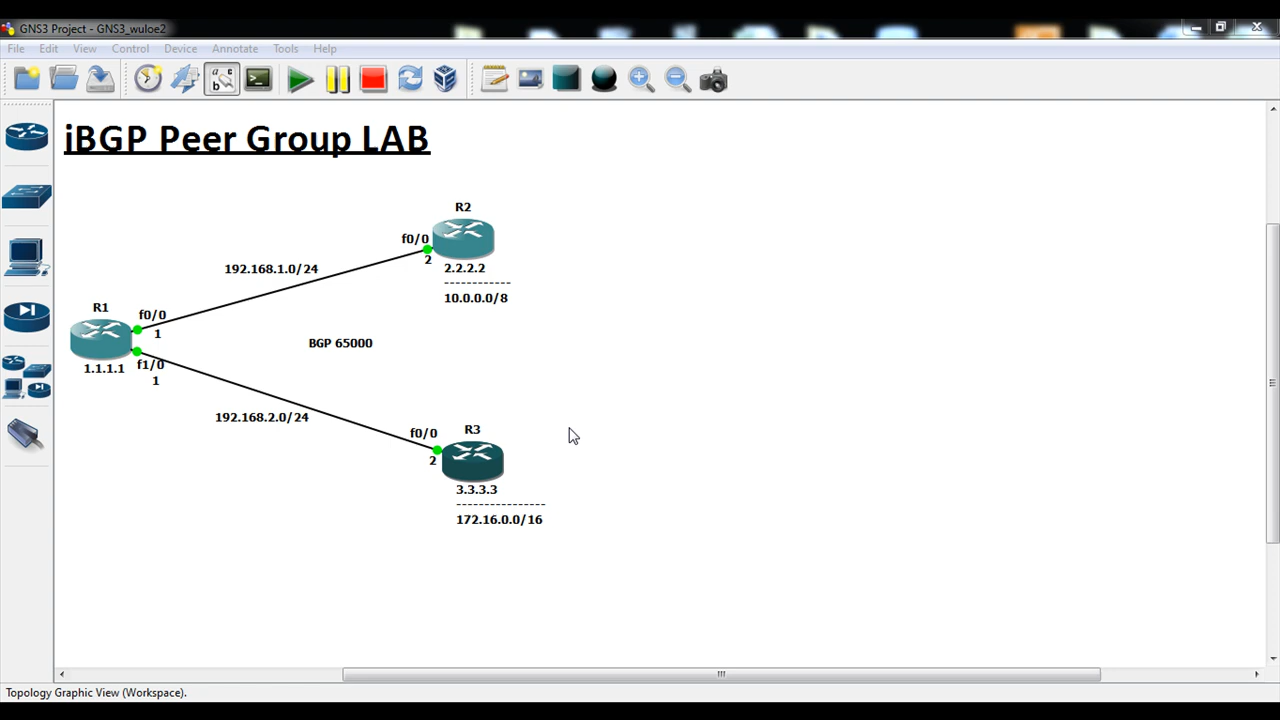 GNS3 Project - GNS3_wuloe2
File Edit View Control Device Annotate Tools Help
iBGP Peer Group LAB
R2
f0/0
2
192.168.1.0/24
2.2.2.2
------------
10.0.0.0/8
R1
f0/0
1
BGP 65000
f1/0
1.1.1.1
1
192.168.2.0/24
f0/0
R3
2
3.3.3.3
----------------
172.16.0.0/16
Topology Graphic View (Workspace).